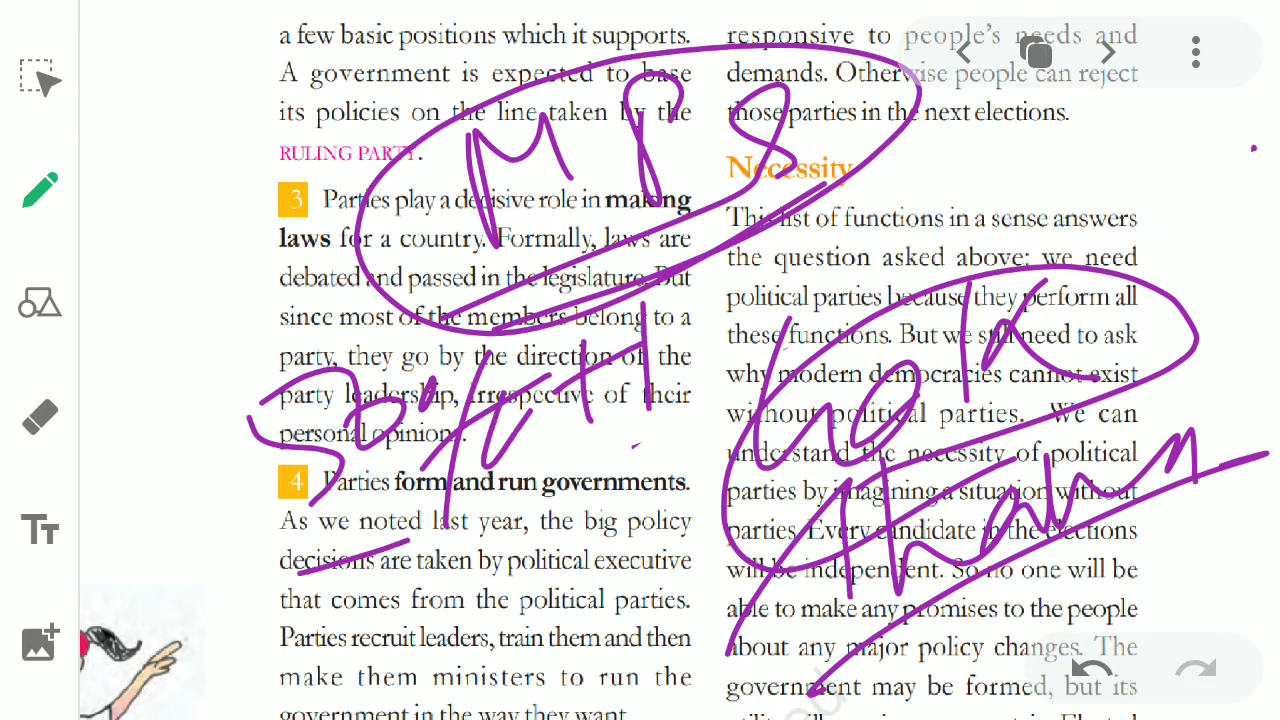 a few basic positions which it supports.
A government is expected to base
its policies on the line taken by the
RULING PARTY.
3 Parties play a decisive role in making
laws for a country. Formally, laws are
debated and passed in the legislature. But
since most of the members belong to a
party, they go by the direction of the
party leadership, irrespective of their
personal opinions.
4 Parties form and run governments.
As we noted last year, the big policy
decisions are taken by political executive
that comes from the political parties.
Parties recruit leaders, train them and then
make them ministers to run the
government in the way they want.
responsive to people's needs and
demands. Otherwise people can reject
those parties in the next elections.
Necessity
This list of functions in a sense answers
the question asked above: we need
political parties because they perform all
these functions. But we still need to ask
why modern democracies cannot exist
without political parties. We can
understand the necessity of political
parties by imagining a situation without
parties. Every candidate in the elections
will be independent. So no one will be
able to make any promises to the people
about any major policy changes. The
government may be formed, but its
MPS
Tt